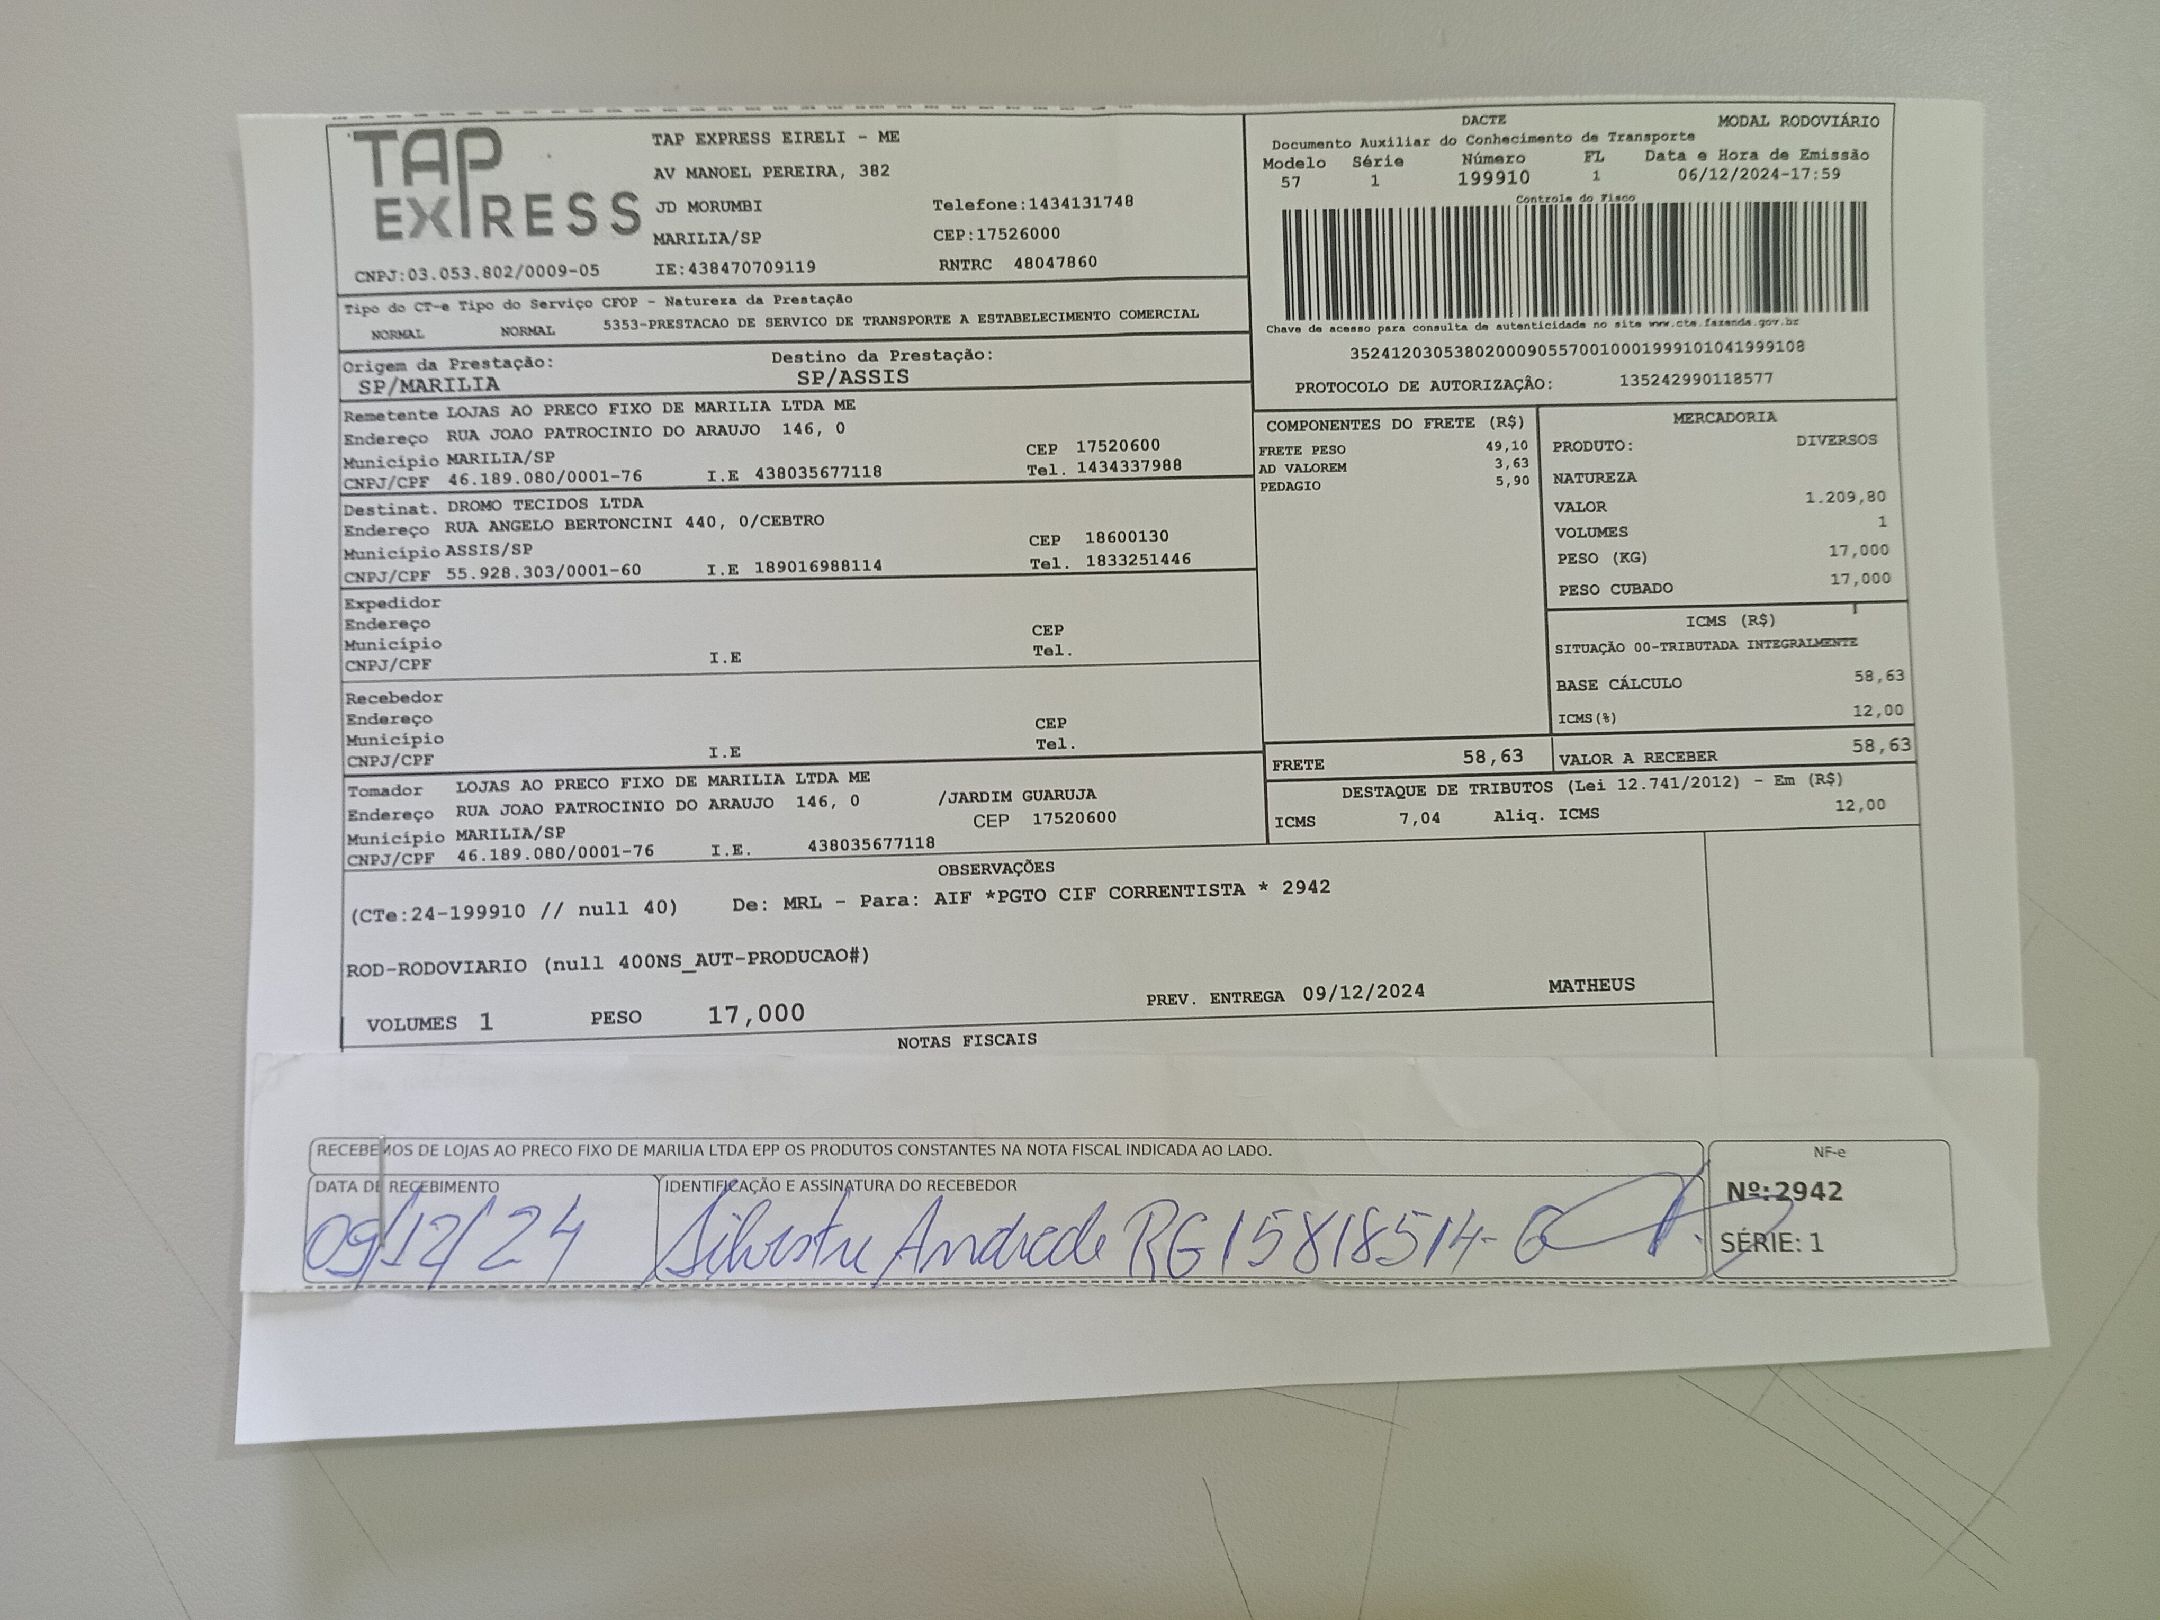 TAP
EXPRESS
TAP EXPRESS EIRELI - ME
AV MANOEL PEREIRA, 382
JD MORUMBI Telefone:1434131748
MARILIA/SP CEP:17526000
CNPJ:03.053.802/0009-05 IE:438470709119 RNTRC 48047860
DACTE MODAL RODOVIÁRIO
Documento Auxiliar do Conhecimento de Transporte
Modelo Série Número FL Data e Hora de Emissão
57 1 199910 1 06/12/2024-17:59
Controle do Fisco
Chave de acesso para consulta de autenticidade no site www.cte.fazenda.gov.br
35241203053802000905570010001999101041999108
PROTOCOLO DE AUTORIZAÇÃO: 135242990118577
Tipo do CT-e Tipo do Serviço CFOP - Natureza da Prestação
NORMAL NORMAL 5353-PRESTACAO DE SERVICO DE TRANSPORTE A ESTABELECIMENTO COMERCIAL
Origem da Prestação: Destino da Prestação:
SP/MARILIA SP/ASSIS
Remetente LOJAS AO PRECO FIXO DE MARILIA LTDA ME
Endereço RUA JOAO PATROCINIO DO ARAUJO 146, 0
Município MARILIA/SP CEP 17520600
CNPJ/CPF 46.189.080/0001-76 I.E 438035677118 Tel. 1434337988
Destinat. DROMO TECIDOS LTDA
Endereço RUA ANGELO BERTONCINI 440, 0/CEBTRO
Município ASSIS/SP CEP 18600130
CNPJ/CPF 55.928.303/0001-60 I.E 189016988114 Tel. 1833251446
Expedidor
Endereço
Município CEP
CNPJ/CPF I.E Tel.
Recebedor
Endereço
Município CEP
CNPJ/CPF I.E Tel.
Tomador LOJAS AO PRECO FIXO DE MARILIA LTDA ME
Endereço RUA JOAO PATROCINIO DO ARAUJO 146, 0 /JARDIM GUARUJA
Município MARILIA/SP CEP 17520600
CNPJ/CPF 46.189.080/0001-76 I.E. 438035677118
COMPONENTES DO FRETE (R$)
FRETE PESO 49,10
AD VALOREM 3,63
PEDAGIO 5,90
MERCADORIA
PRODUTO: DIVERSOS
NATUREZA
VALOR 1.209,80
VOLUMES 1
PESO (KG) 17,000
PESO CUBADO 17,000
ICMS (R$)
SITUAÇÃO 00-TRIBUTADA INTEGRALMENTE
BASE CÁLCULO 58,63
ICMS(%) 12,00
FRETE 58,63 VALOR A RECEBER 58,63
DESTAQUE DE TRIBUTOS (Lei 12.741/2012) - Em (R$)
ICMS 7,04 Aliq. ICMS 12,00
OBSERVAÇÕES
(CTe:24-199910 // null 40) De: MRL - Para: AIF *PGTO CIF CORRENTISTA * 2942
ROD-RODOVIARIO (null 400NS_AUT-PRODUCAO#)
VOLUMES 1 PESO 17,000 PREV. ENTREGA 09/12/2024 MATHEUS
NOTAS FISCAIS
RECEBEMOS DE LOJAS AO PRECO FIXO DE MARILIA LTDA EPP OS PRODUTOS CONSTANTES NA NOTA FISCAL INDICADA AO LADO.
DATA DE RECEBIMENTO IDENTIFICAÇÃO E ASSINATURA DO RECEBEDOR
09/12/24 Silvestre Andrade RG 15818514-6
NF-e
Nº:2942
SÉRIE: 1